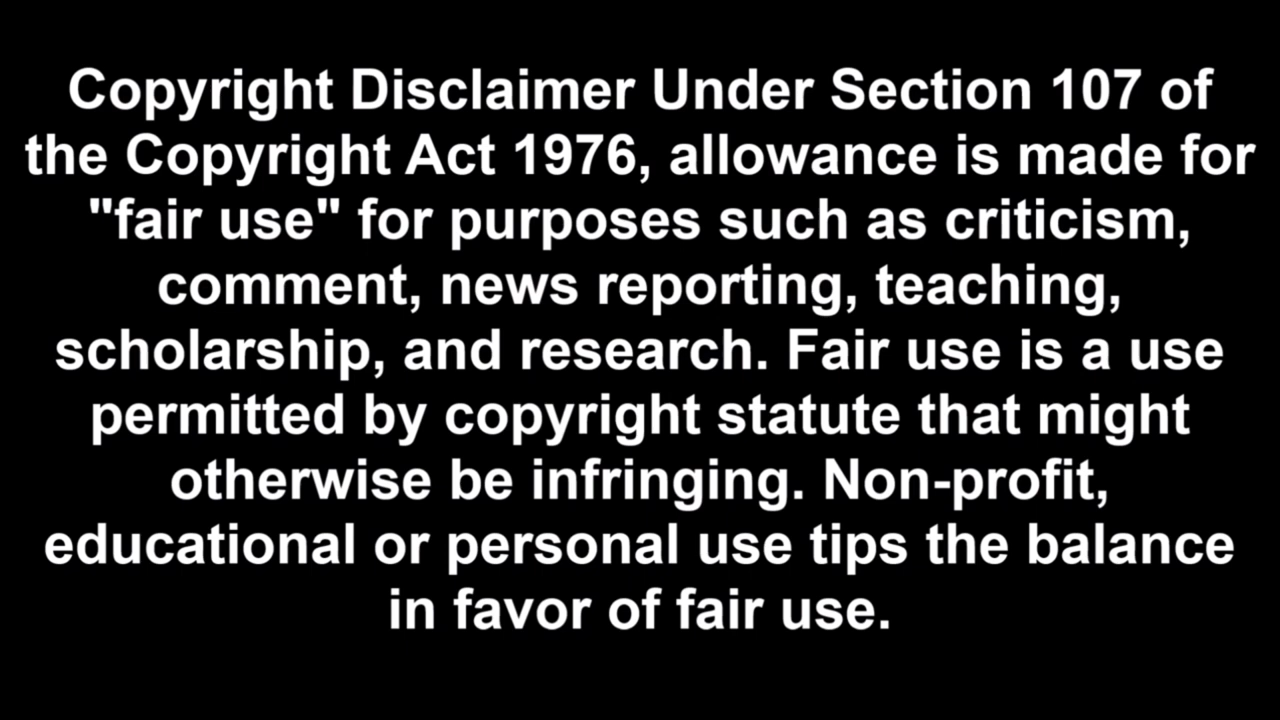 Copyright Disclaimer Under Section 107 of
the Copyright Act 1976, allowance is made for
"fair use" for purposes such as criticism,
comment, news reporting, teaching,
scholarship, and research. Fair use is a use
permitted by copyright statute that might
otherwise be infringing. Non-profit,
educational or personal use tips the balance
in favor of fair use.